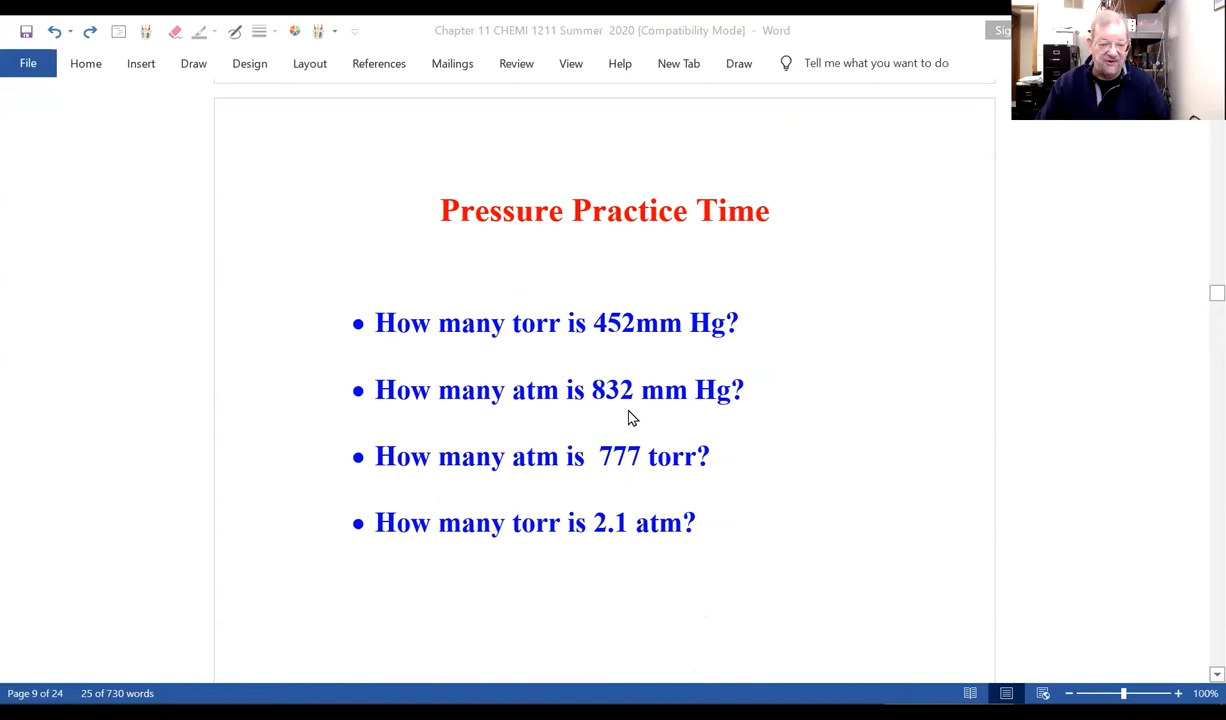 Chapter 11 CHEMI 1211 Summer 2020 [Compatibility Mode] - Word
File Home Insert Draw Design Layout References Mailings Review View Help New Tab Draw Tell me what you want to do
Pressure Practice Time
• How many torr is 452mm Hg?
• How many atm is 832 mm Hg?
• How many atm is 777 torr?
• How many torr is 2.1 atm?
Page 9 of 24 25 of 730 words 100%